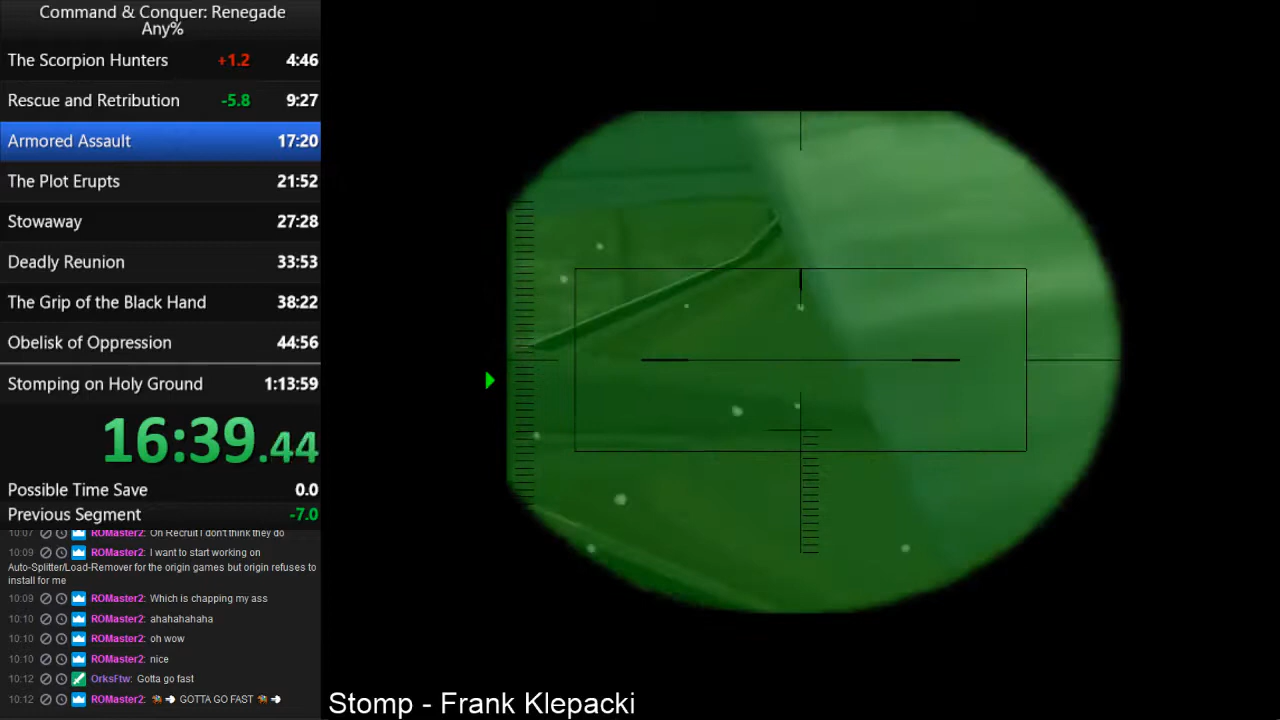 Command & Conquer: Renegade
Any%
The Scorpion Hunters +1.2 4:46
Rescue and Retribution -5.8 9:27
Armored Assault 17:20
The Plot Erupts 21:52
Stowaway 27:28
Deadly Reunion 33:53
The Grip of the Black Hand 38:22
Obelisk of Oppression 44:56
Stomping on Holy Ground 1:13:59
16:39.44
Possible Time Save 0.0
Previous Segment -7.0
10:07 ROMaster2: On Recruit I don't think they do
10:09 ROMaster2: I want to start working on
Auto-Splitter/Load-Remover for the origin games but origin refuses to
install for me
10:09 ROMaster2: Which is chapping my ass
10:10 ROMaster2: ahahahahaha
10:10 ROMaster2: oh wow
10:10 ROMaster2: nice
10:12 OrksFtw: Gotta go fast
10:12 ROMaster2: GOTTA GO FAST
Stomp - Frank Klepacki